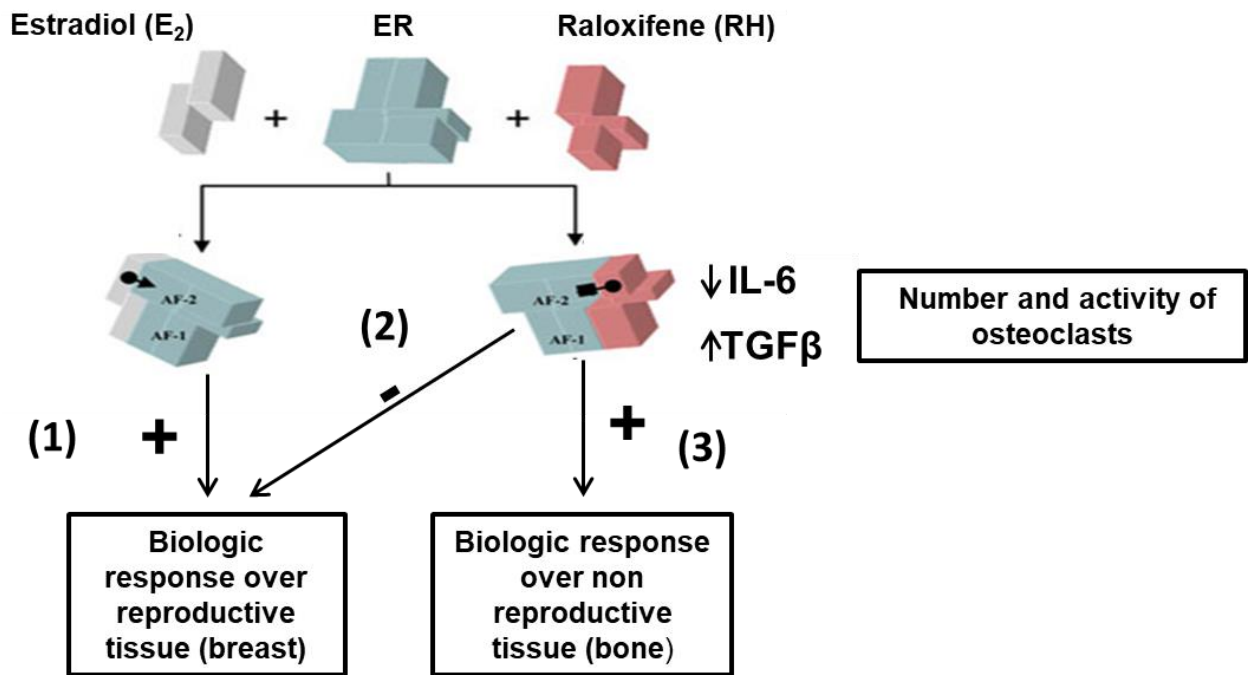 Estradiol (E₂)
ER
Raloxifene (RH)
+
+
AF-2
AF-1
(2)
AF-2
AF-1
↓IL-6
↑TGFβ
Number and activity of
osteoclasts
(1)
+
-
+
(3)
Biologic
response over
reproductive
tissue (breast)
Biologic response
over non
reproductive
tissue (bone)